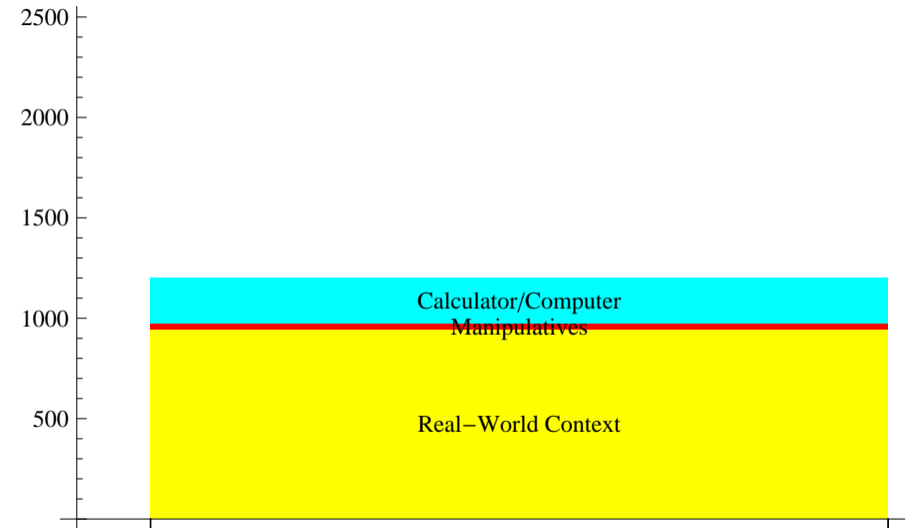 2500
2000
1500
Calculator/Computer
1000
Manipulatives
500
Real−World Context